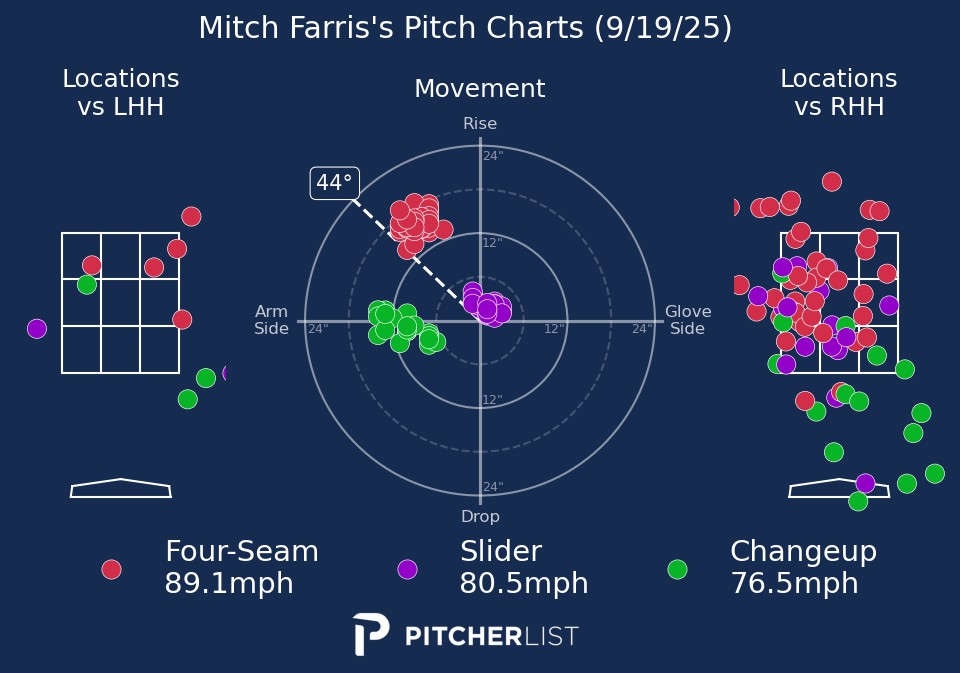 Mitch Farris's Pitch Charts (9/19/25)
Locations
vs LHH
Movement
Locations
vs RHH
Rise
24"
44°
12"
Arm
Side
24"
12"
24"
Glove
Side
12"
24"
Drop
Four-Seam
89.1mph
Slider
80.5mph
Changeup
76.5mph
PITCHERLIST